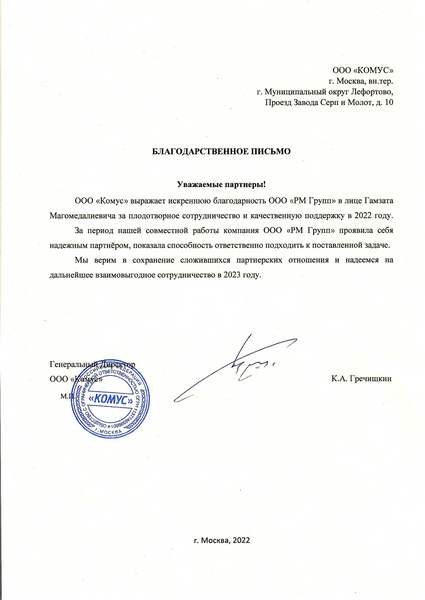 ООО «КОМУС»
г. Москва, вн.тер.
г. Муниципальный округ Лефортово,
Проезд Завода Серп и Молот, д. 10
БЛАГОДАРСТВЕННОЕ ПИСЬМО
Уважаемые партнеры!
ООО «Комус» выражает искреннюю благодарность ООО «РМ Групп» в лице Гамзата
Магомедалиевича за плодотворное сотрудничество и качественную поддержку в 2022 году.
За период нашей совместной работы компания ООО «РМ Групп» проявила себя
надежным партнёром, показала способность ответственно подходить к поставленной задаче.
Мы верим в сохранение сложившихся партнерских отношения и надеемся на
дальнейшее взаимовыгодное сотрудничество в 2023 году.
Генеральный Директор
ООО «Комус»
К.А. Гречишкин
М.П.
«КОМУС»
г. МОСКВА
г. Москва, 2022